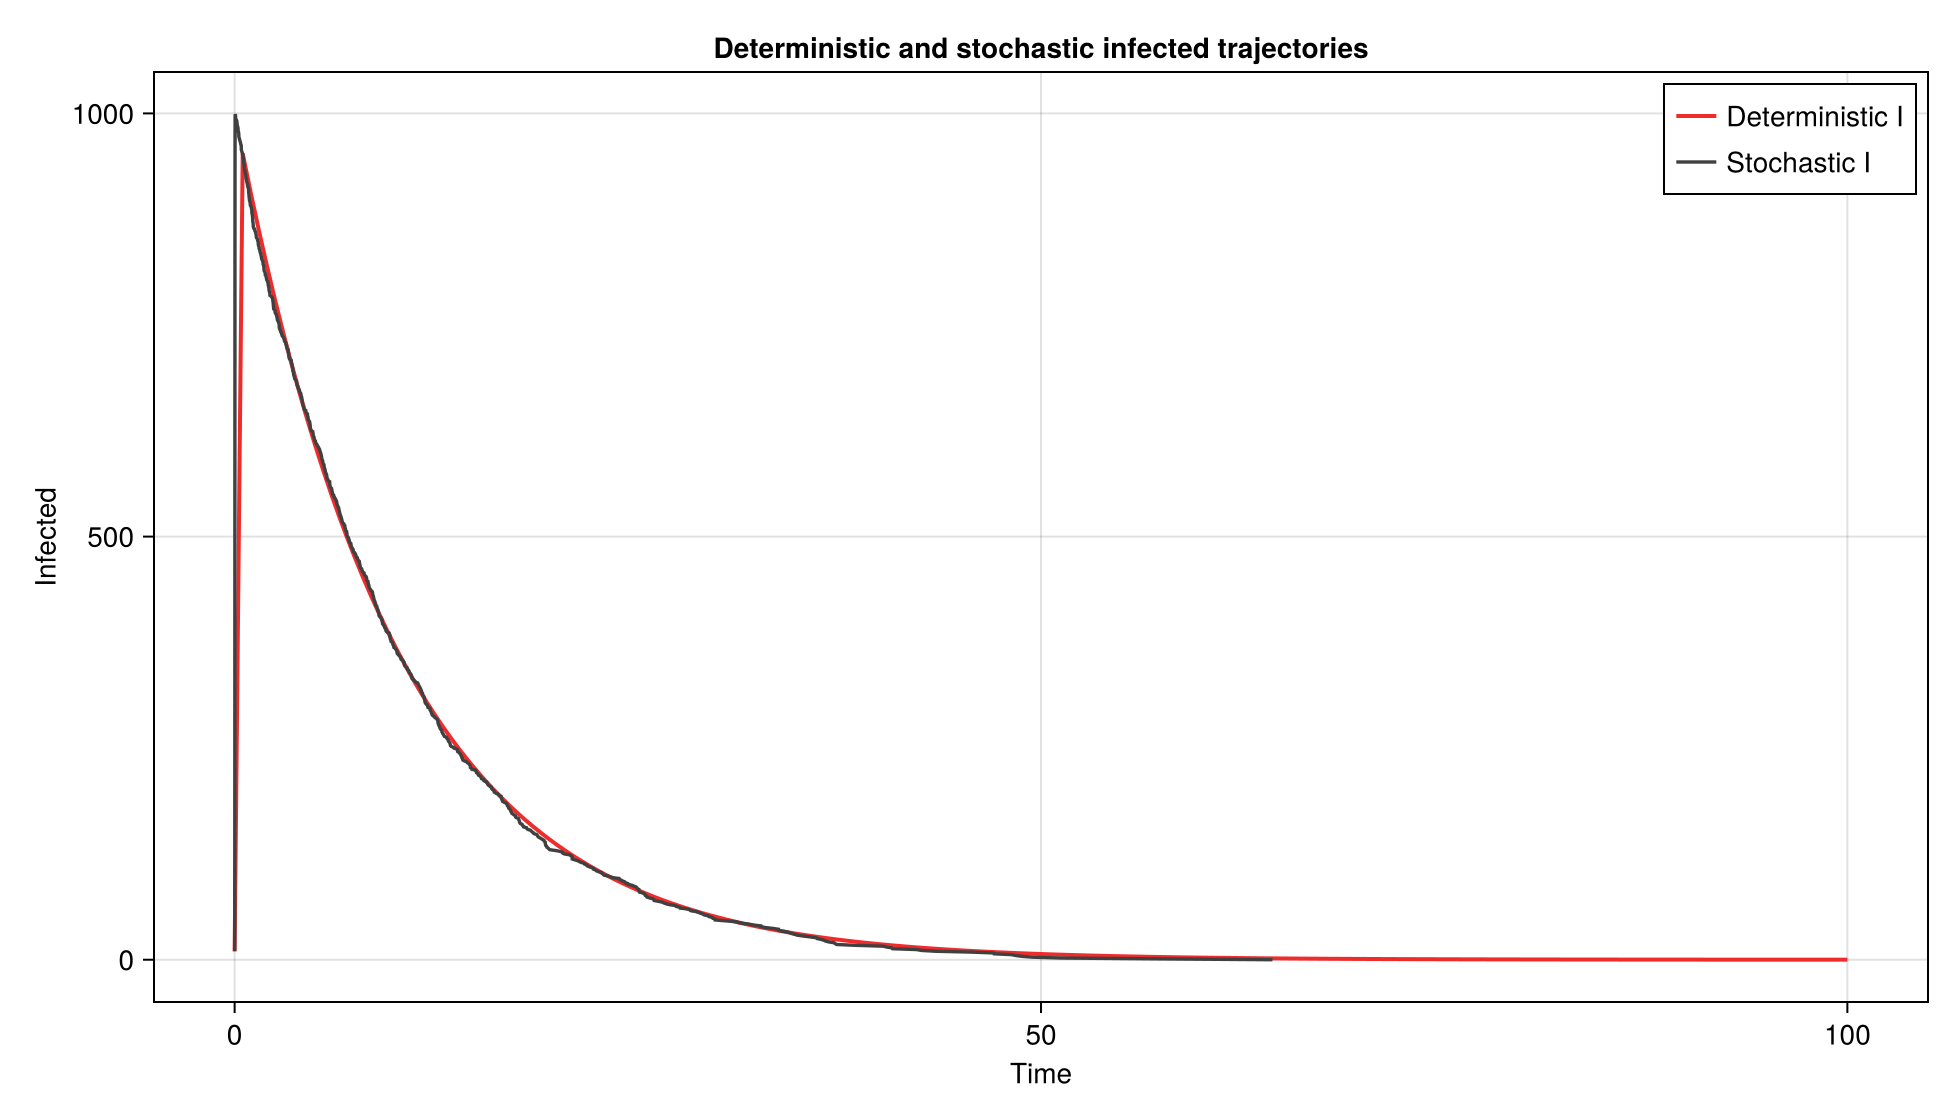 Deterministic and stochastic infected trajectories
1000
500
0
Infected
Deterministic I
Stochastic I
0
50
100
Time